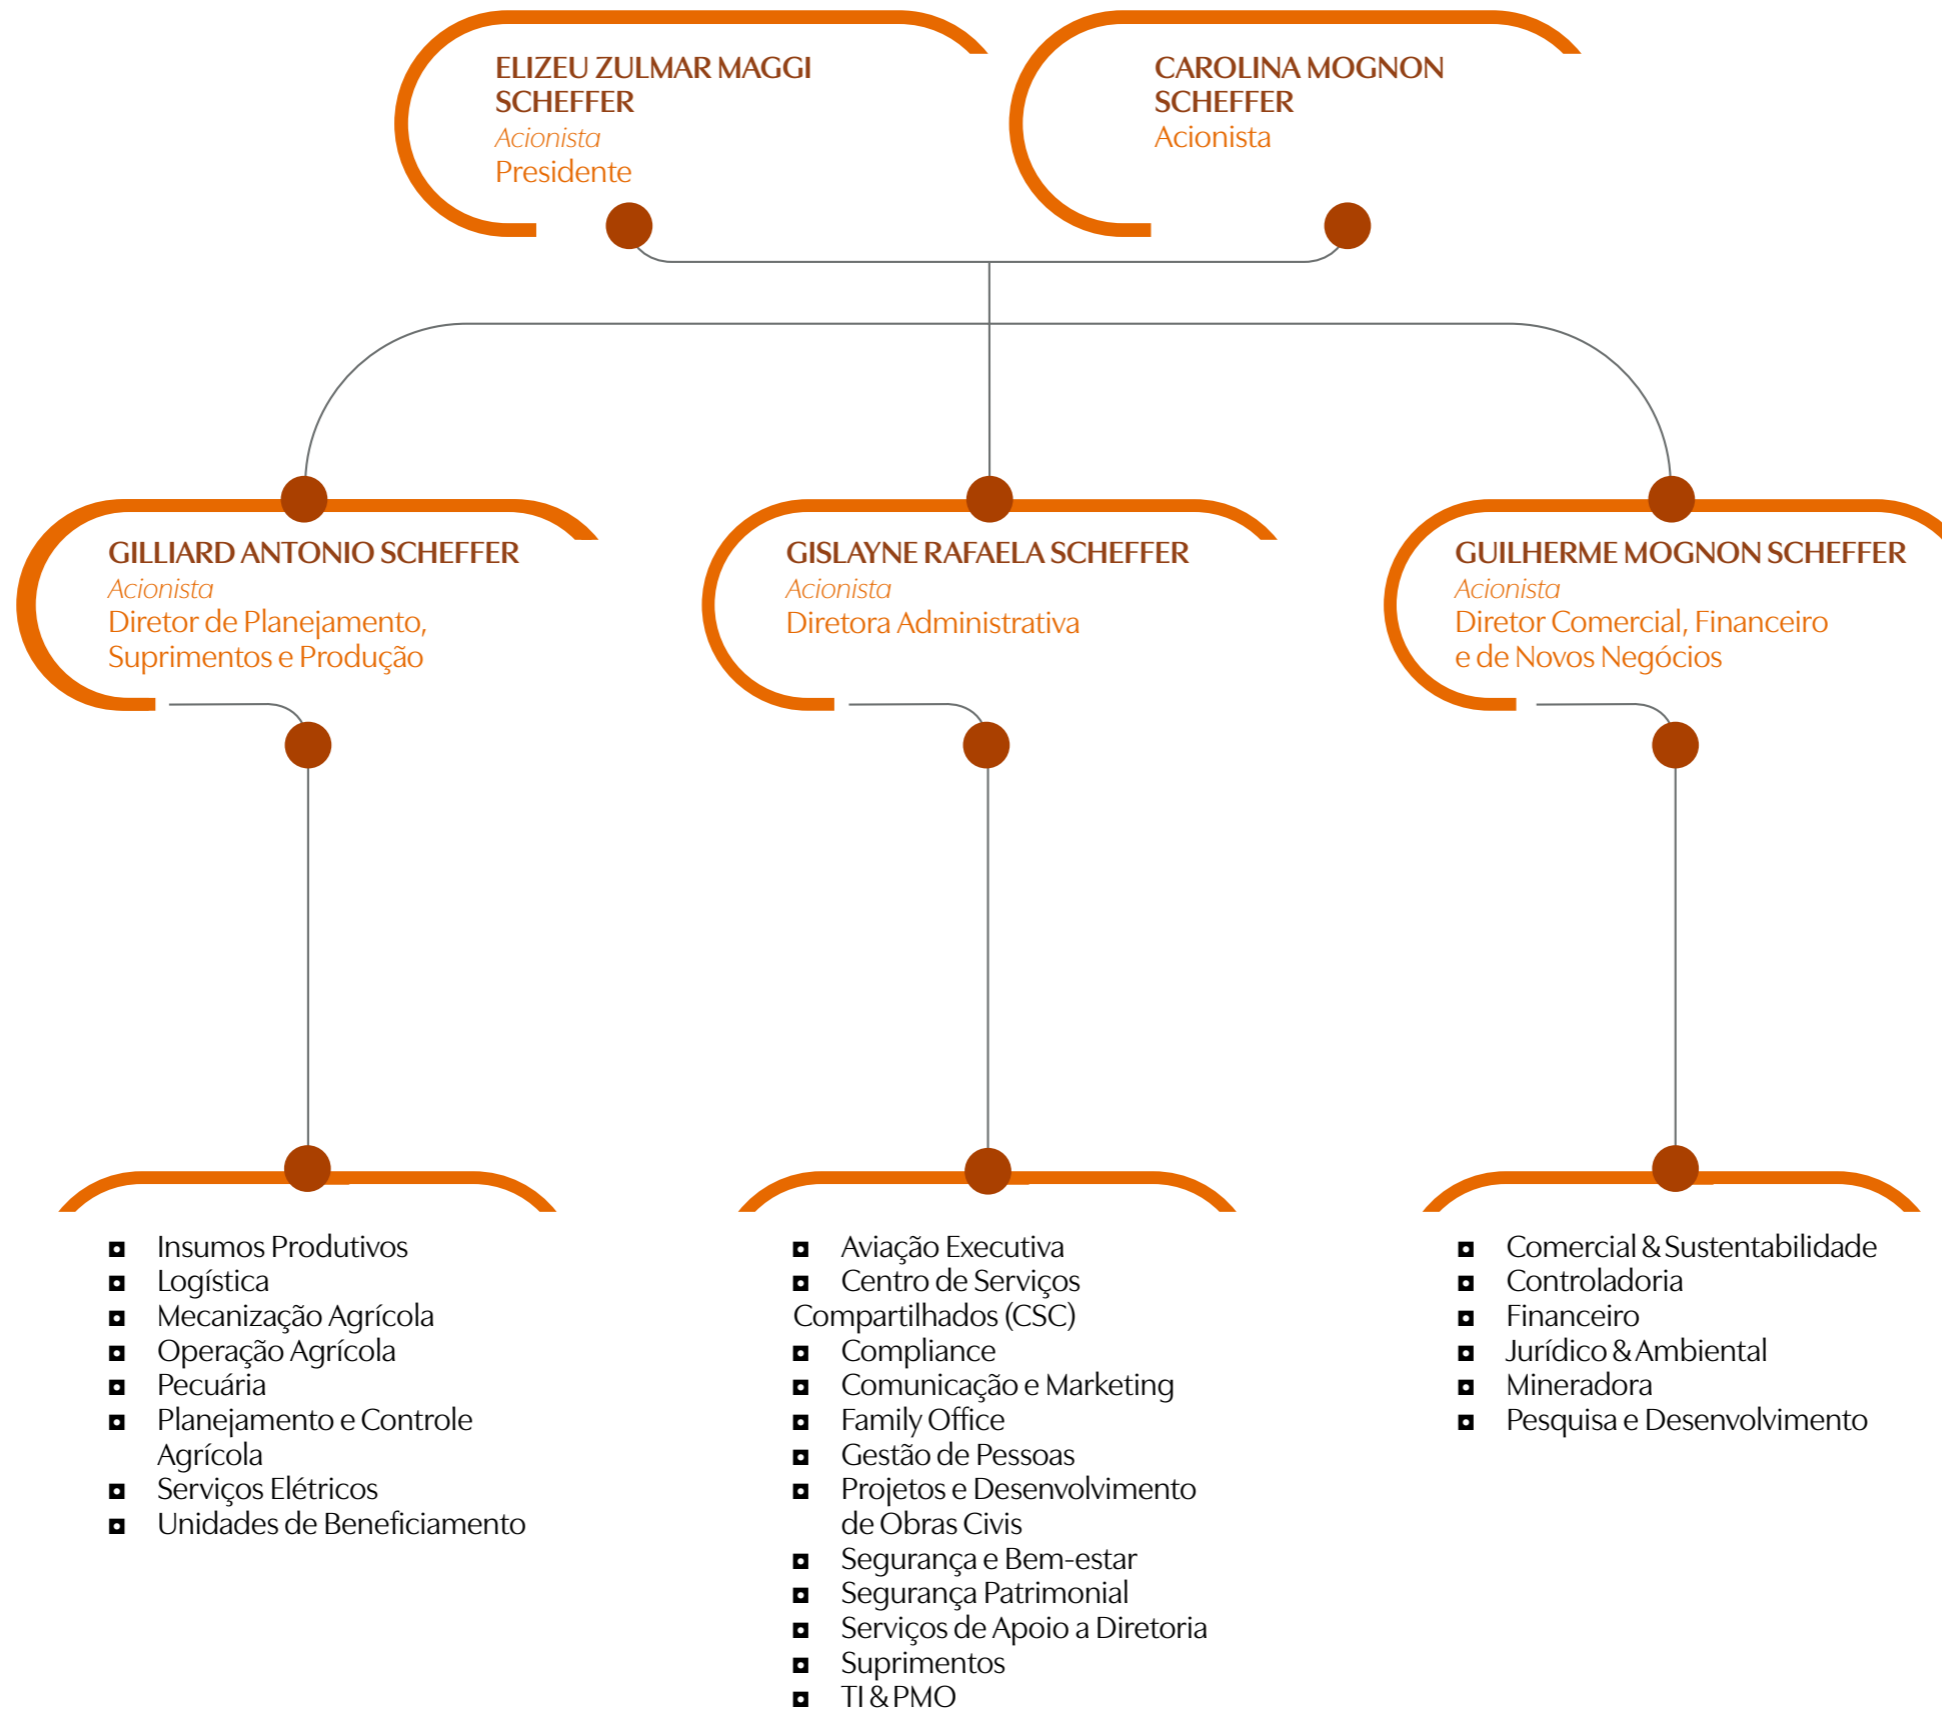 ELIZEU ZULMAR MAGGI
SCHEFFER
Acionista
Presidente
CAROLINA MOGNON
SCHEFFER
Acionista
GILLIARD ANTONIO SCHEFFER
Acionista
Diretor de Planejamento,
Suprimentos e Produção
GISLAYNE RAFAELA SCHEFFER
Acionista
Diretora Administrativa
GUILHERME MOGNON SCHEFFER
Acionista
Diretor Comercial, Financeiro
e de Novos Negócios
Insumos Produtivos
Logística
Mecanização Agrícola
Operação Agrícola
Pecuária
Planejamento e Controle
Agrícola
Serviços Elétricos
Unidades de Beneficiamento
Aviação Executiva
Centro de Serviços
Compartilhados (CSC)
Compliance
Comunicação e Marketing
Family Office
Gestão de Pessoas
Projetos e Desenvolvimento
de Obras Civis
Segurança e Bem-estar
Segurança Patrimonial
Serviços de Apoio a Diretoria
Suprimentos
TI & PMO
Comercial & Sustentabilidade
Controladoria
Financeiro
Jurídico & Ambiental
Mineradora
Pesquisa e Desenvolvimento